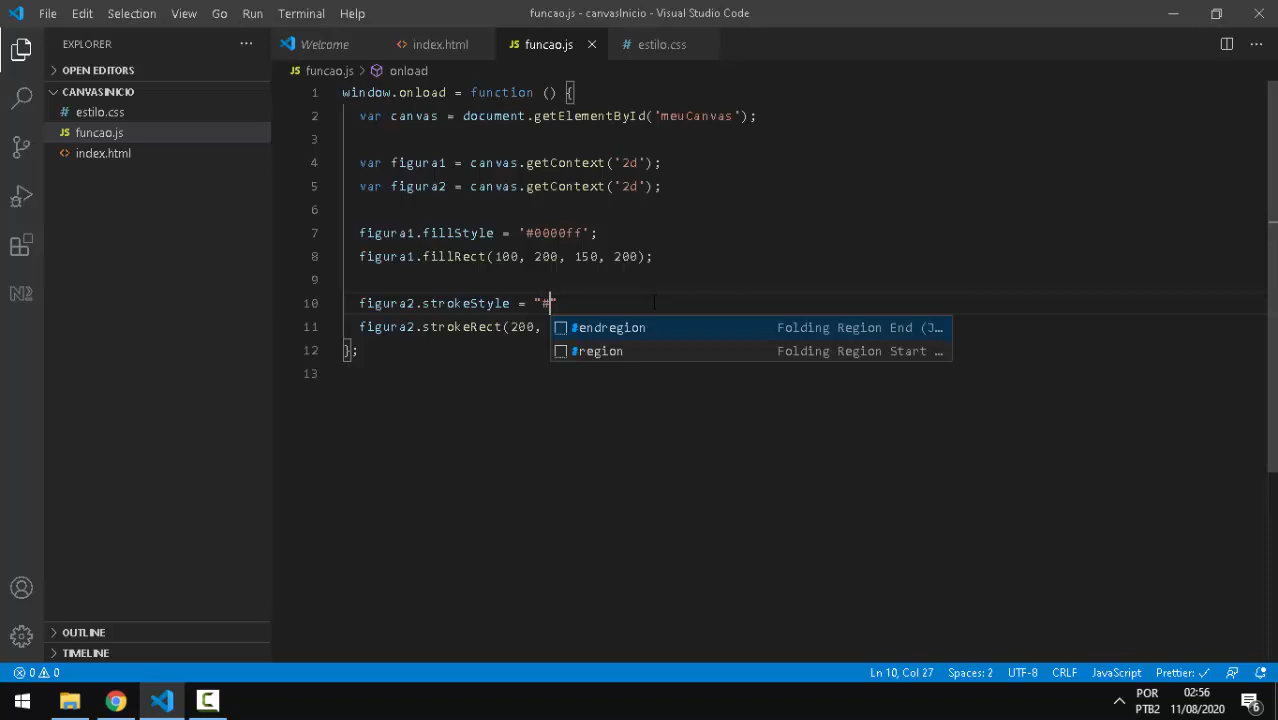 File Edit Selection View Go Run Terminal Help funcao.js - canvasInicio - Visual Studio Code
EXPLORER ···
Welcome index.html funcao.js estilo.css
OPEN EDITORS
funcao.js > onload
CANVASINICIO
estilo.css
funcao.js
index.html
1 window.onload = function () {
2 var canvas = document.getElementById('meuCanvas');
3
4 var figura1 = canvas.getContext('2d');
5 var figura2 = canvas.getContext('2d');
6
7 figura1.fillStyle = '#0000ff';
8 figura1.fillRect(100, 200, 150, 200);
9
10 figura2.strokeStyle = "#"
11 figura2.strokeRect(200,
12 };
13
#endregion Folding Region End (J…
#region Folding Region Start …
OUTLINE
TIMELINE
0 0 Ln 10, Col 27 Spaces: 2 UTF-8 CRLF JavaScript Prettier: ✓
POR 02:56
PTB2 11/08/2020 6